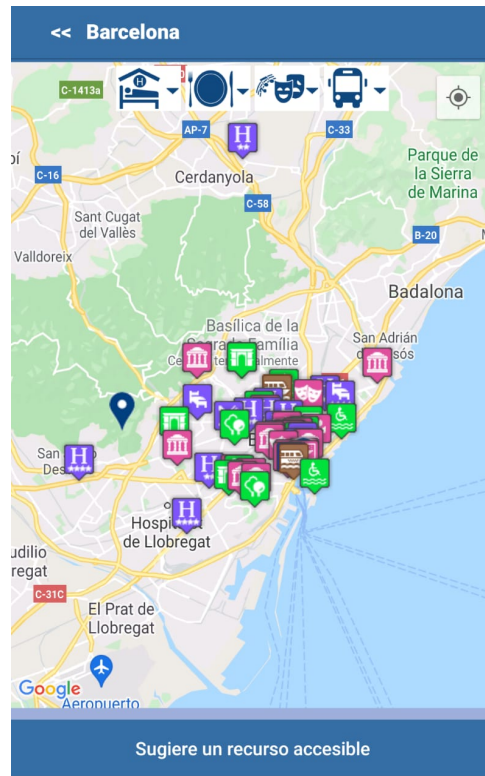 << Barcelona
C-1413a
H
AP-7
C-33
H
C-16
Cerdanyola
Parque de
la Sierra
de Marina
C-58
Sant Cugat
del Vallès
B-20
Valldoreix
Badalona
Basílica de la
Familia
San Adrián
H
H
H
H
Hospit
de Llobregat
udilio
regat
C-31C
El Prat de
Llobregat
Google
Aeropuerto
Sugiere un recurso accesible